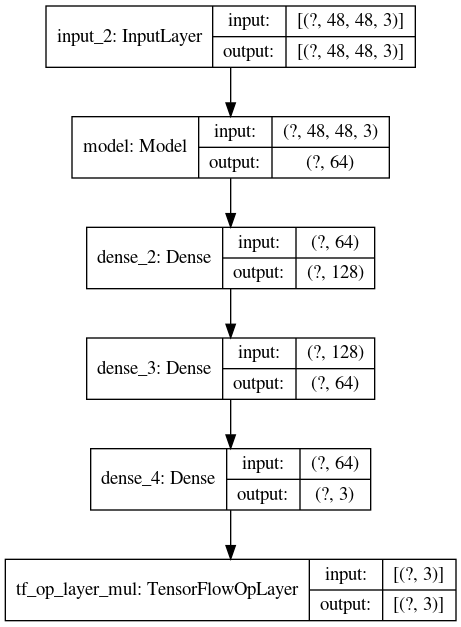 input_2: InputLayer
input: [(?, 48, 48, 3)]
output: [(?, 48, 48, 3)]
model: Model
input: (?, 48, 48, 3)
output: (?, 64)
dense_2: Dense
input: (?, 64)
output: (?, 128)
dense_3: Dense
input: (?, 128)
output: (?, 64)
dense_4: Dense
input: (?, 64)
output: (?, 3)
tf_op_layer_mul: TensorFlowOpLayer
input: [(?, 3)]
output: [(?, 3)]